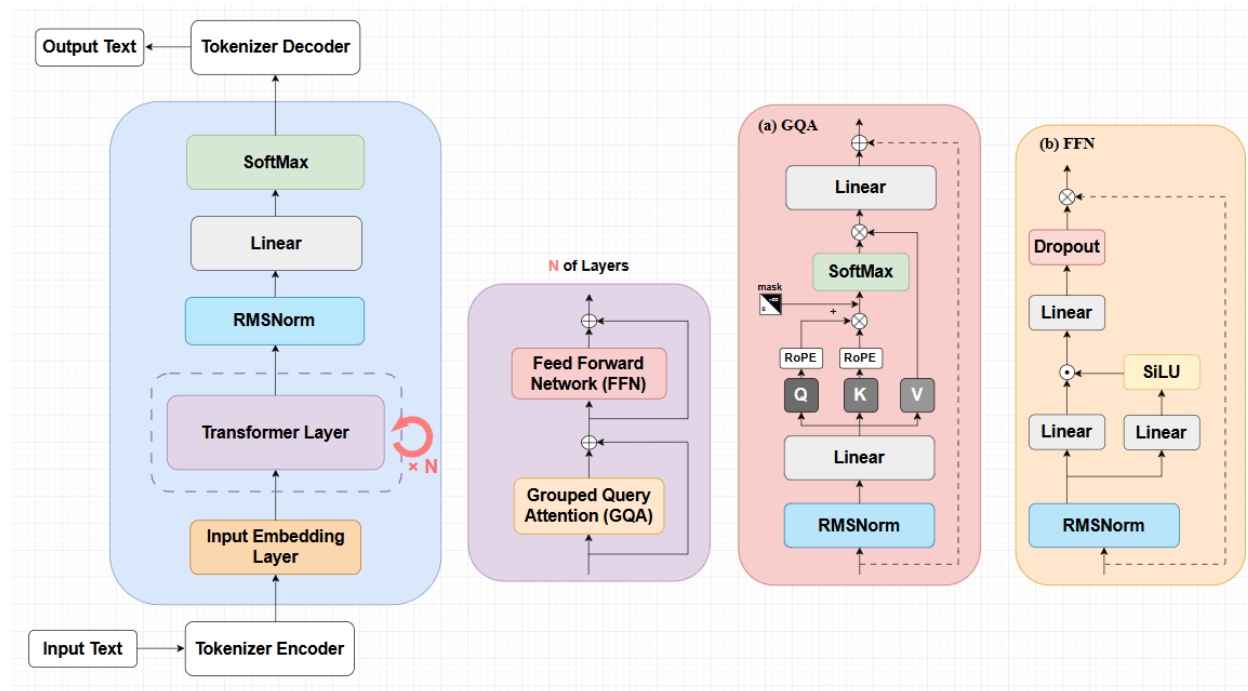 Output Text
Tokenizer Decoder
SoftMax
Linear
RMSNorm
Transformer Layer
× N
Input Embedding
Layer
Input Text
Tokenizer Encoder
N of Layers
Feed Forward
Network (FFN)
Grouped Query
Attention (GQA)
(a) GQA
Linear
SoftMax
mask
-∞
0
+
RoPE
RoPE
Q
K
V
Linear
RMSNorm
(b) FFN
Dropout
Linear
SiLU
Linear
Linear
RMSNorm